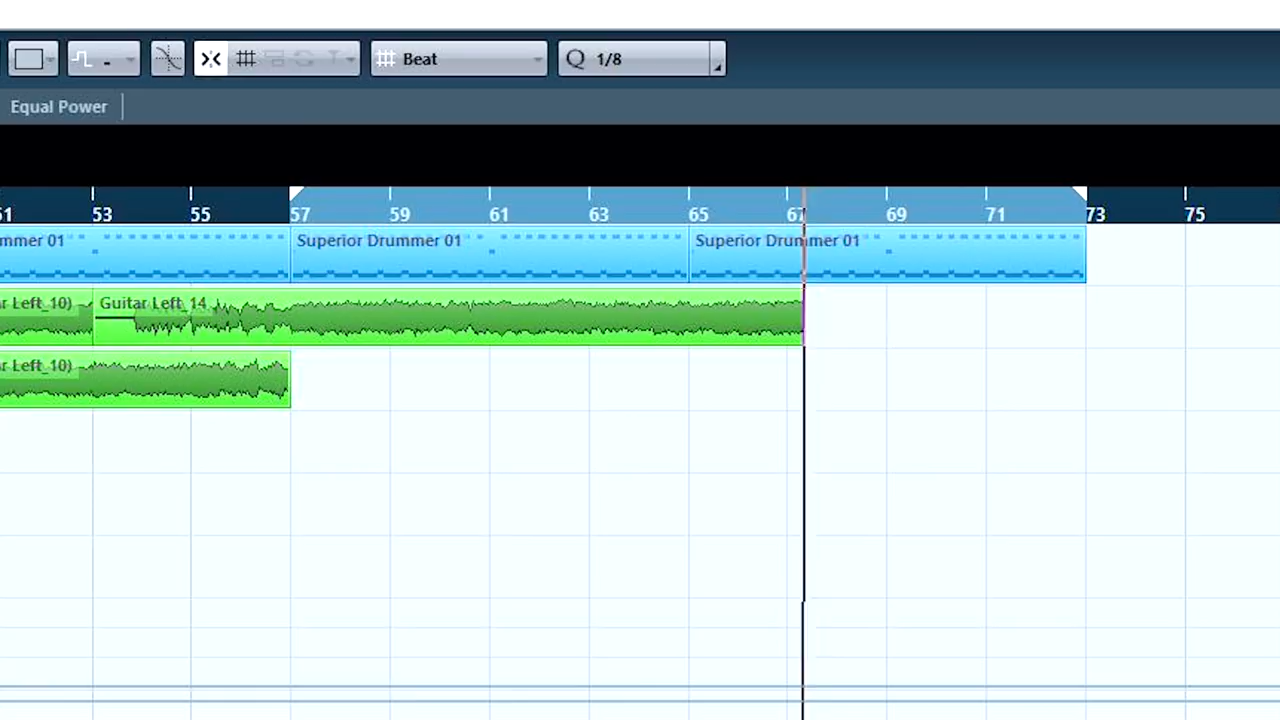 - Beat Q 1/8
Equal Power
51 53 55 57 59 61 63 65 67 69 71 73 75
mmer 01 Superior Drummer 01 Superior Drummer 01
r Left_10) Guitar Left_14
r Left_10)